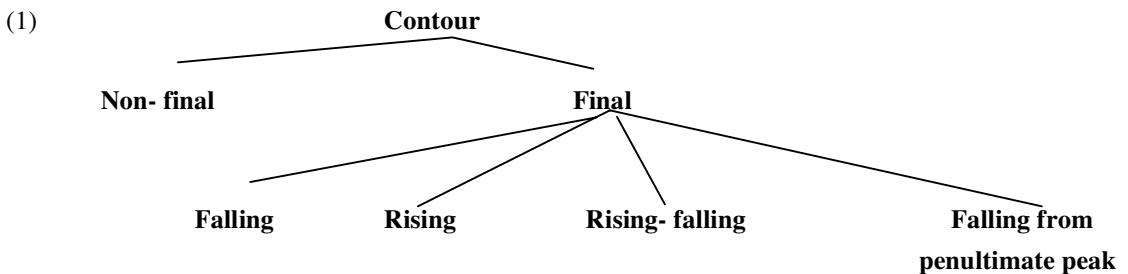 (1) Contour
Non- final Final
Falling Rising Rising- falling Falling from
penultimate peak